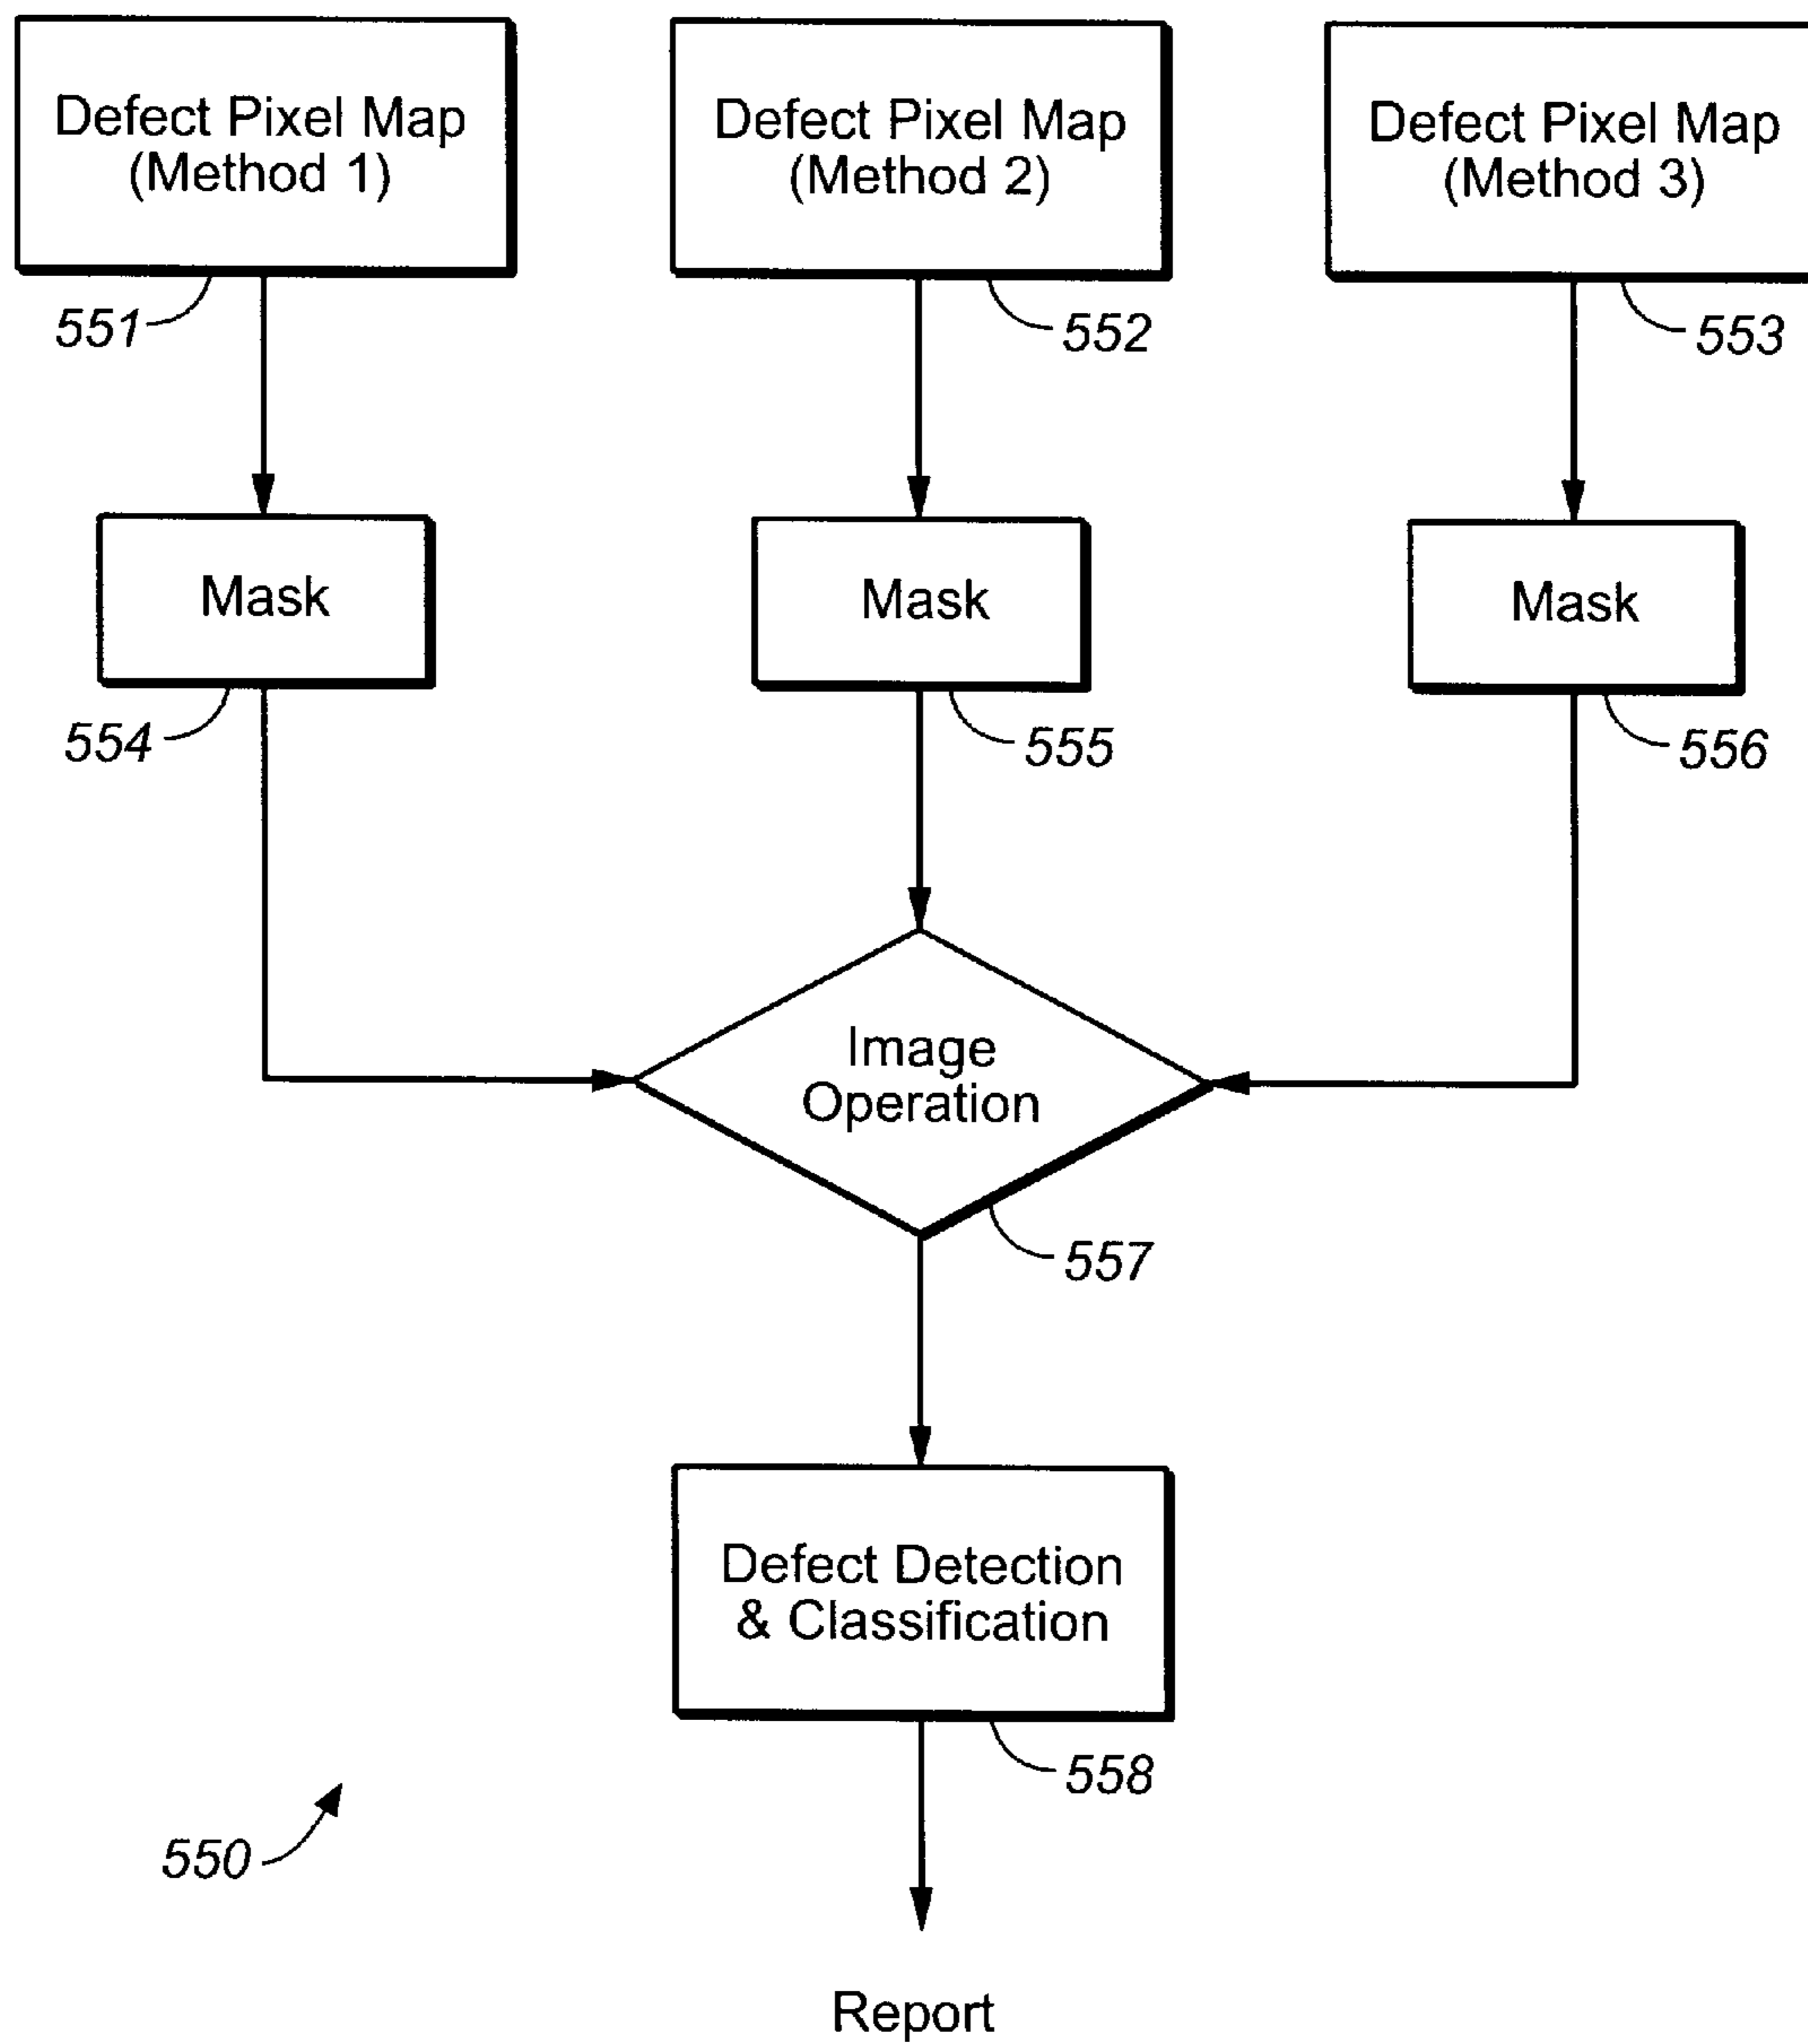 Defect Pixel Map
(Method 1)
Defect Pixel Map
(Method 2)
Defect Pixel Map
(Method 3)
551
552
553
Mask
Mask
Mask
554
555
556
Image
Operation
557
Defect Detection
& Classification
558
550
Report